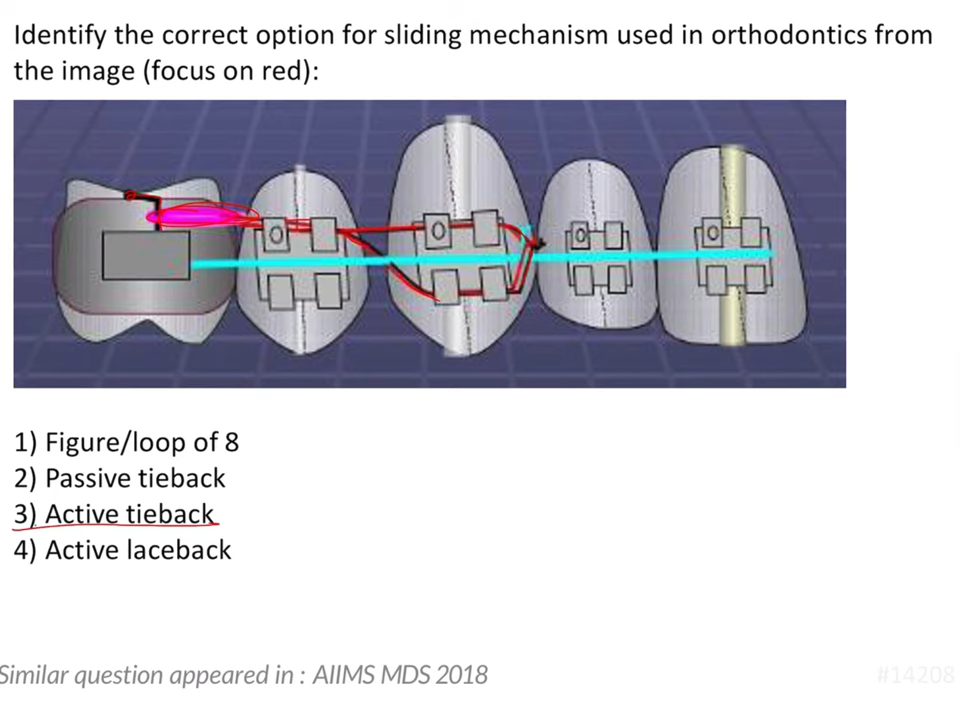 Identify the correct option for sliding mechanism used in orthodontics from
the image (focus on red):
1) Figure/loop of 8
2) Passive tieback
3) Active tieback
4) Active laceback
Similar question appeared in : AIIMS MDS 2018
#14208